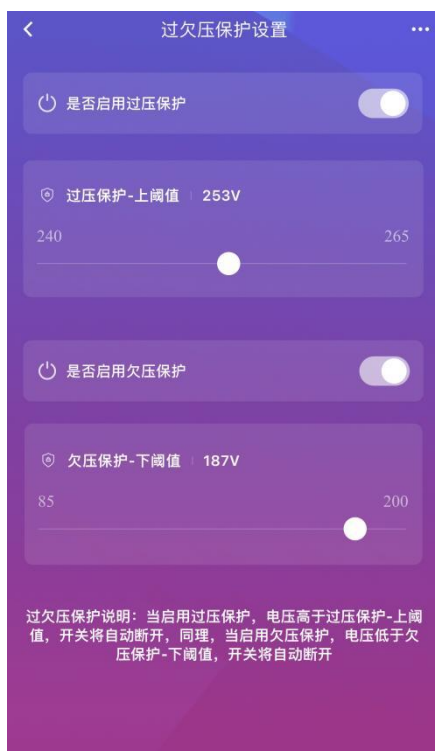 过欠压保护设置
是否启用过压保护
过压保护-上阈值 253V
240 265
是否启用欠压保护
欠压保护-下阈值 187V
85 200
过欠压保护说明：当启用过压保护，电压高于过压保护-上阈
值，开关将自动断开，同理，当启用欠压保护，电压低于欠
压保护-下阈值，开关将自动断开